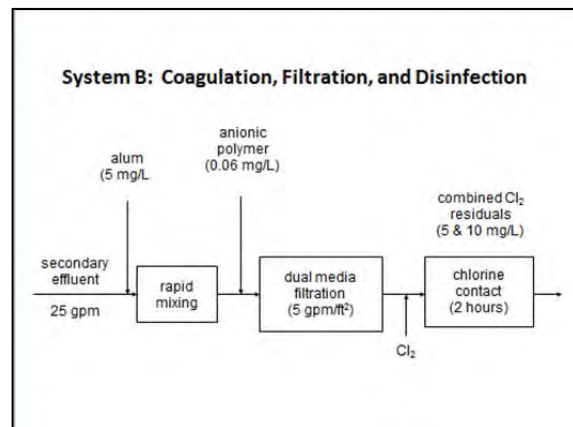 System B:  Coagulation, Filtration, and Disinfection
anionic
polymer
(0.06 mg/L)
alum
(5 mg/L
combined Cl₂
residuals
(5 & 10 mg/L)
secondary
effluent
25 gpm
rapid
mixing
dual media
filtration
(5 gpm/ft²)
chlorine
contact
(2 hours)
Cl₂